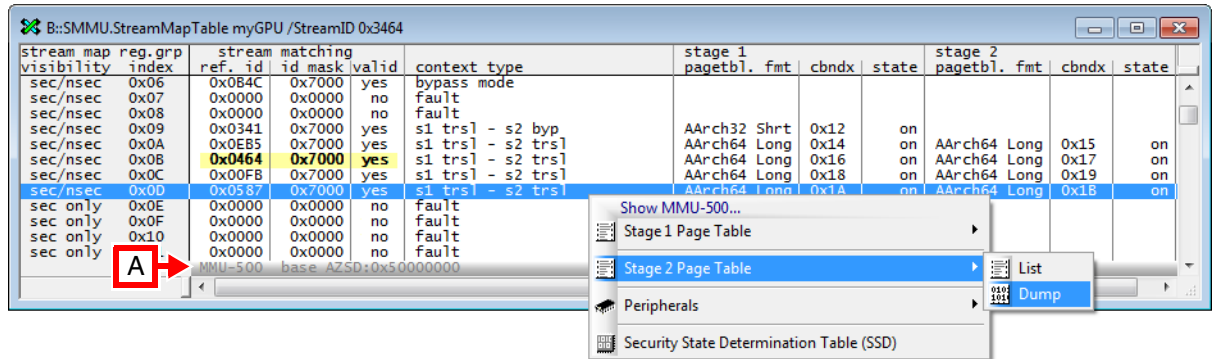 B::SMMU.StreamMapTable myGPU /StreamID 0x3464
stream map reg.grp stream matching stage 1 stage 2
visibility index ref. id id mask valid context type pagetbl. fmt cbndx state pagetbl. fmt cbndx state
sec/nsec 0x06 0x0B4C 0x7000 yes bypass mode
sec/nsec 0x07 0x0000 0x0000 no fault
sec/nsec 0x08 0x0000 0x0000 no fault
sec/nsec 0x09 0x0341 0x7000 yes s1 trsl - s2 byp AArch32 Shrt 0x12 on
sec/nsec 0x0A 0x0EB5 0x7000 yes s1 trsl - s2 trsl AArch64 Long 0x14 on AArch64 Long 0x15 on
sec/nsec 0x0B 0x0464 0x7000 yes s1 trsl - s2 trsl AArch64 Long 0x16 on AArch64 Long 0x17 on
sec/nsec 0x0C 0x00FB 0x7000 yes s1 trsl - s2 trsl AArch64 Long 0x18 on AArch64 Long 0x19 on
sec/nsec 0x0D 0x0587 0x7000 yes s1 trsl - s2 trsl AArch64 Long 0x1A on AArch64 Long 0x1B on
sec only 0x0E 0x0000 0x0000 no fault
sec only 0x0F 0x0000 0x0000 no fault
sec only 0x10 0x0000 0x0000 no fault
sec only 0x0000 0x0000 no fault
A
MMU-500 base AZSD:0x50000000
Show MMU-500...
Stage 1 Page Table
Stage 2 Page Table
List
Dump
Peripherals
Security State Determination Table (SSD)